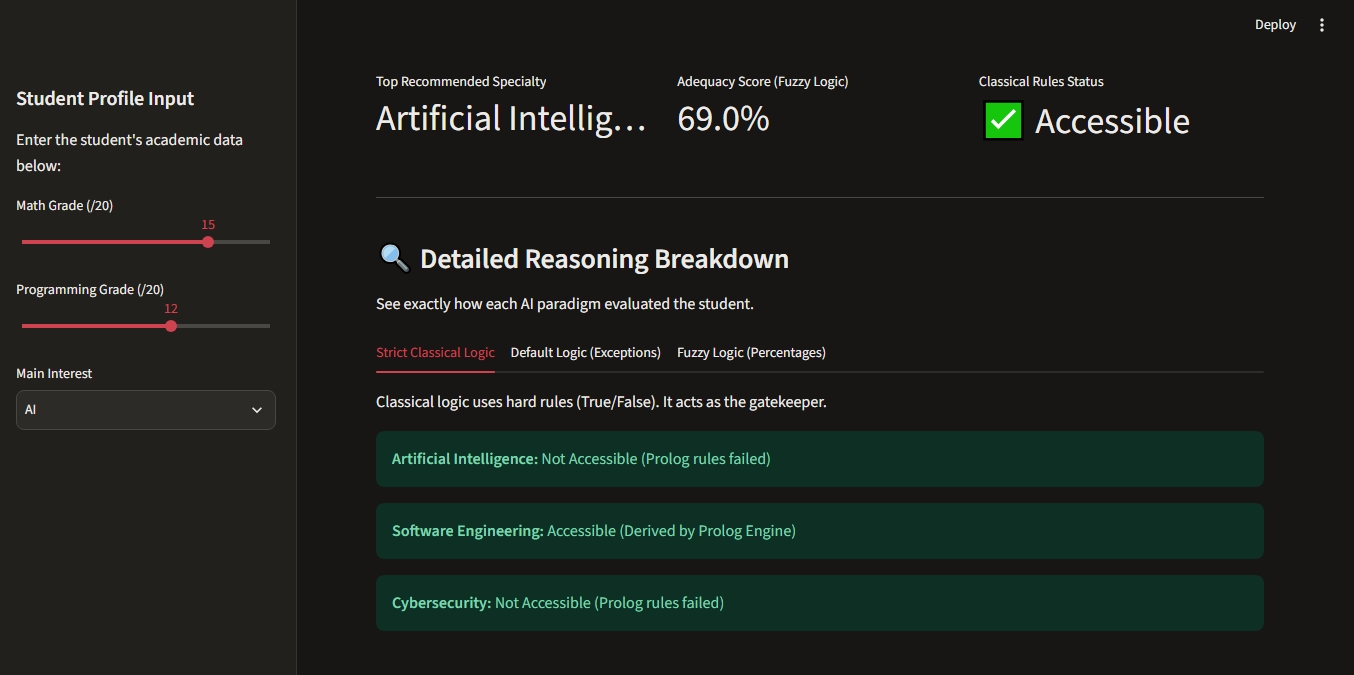 Deploy
Student Profile Input
Enter the student's academic data
below:
Math Grade (/20)
15
Programming Grade (/20)
12
Main Interest
AI
Top Recommended Specialty
Artificial Intellig...
Adequacy Score (Fuzzy Logic)
69.0%
Classical Rules Status
✅ Accessible
🔍 Detailed Reasoning Breakdown
See exactly how each AI paradigm evaluated the student.
Strict Classical Logic Default Logic (Exceptions) Fuzzy Logic (Percentages)
Classical logic uses hard rules (True/False). It acts as the gatekeeper.
Artificial Intelligence: Not Accessible (Prolog rules failed)
Software Engineering: Accessible (Derived by Prolog Engine)
Cybersecurity: Not Accessible (Prolog rules failed)